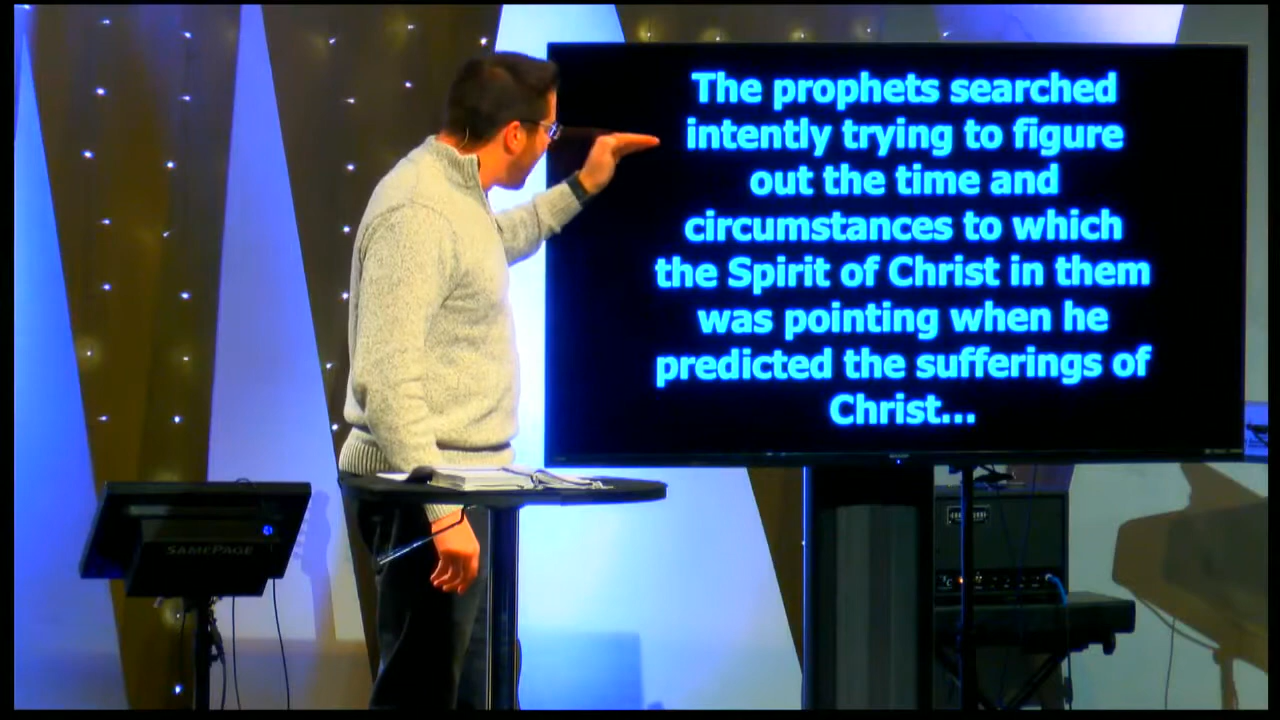 The prophets searched
intently trying to figure
out the time and
circumstances to which
the Spirit of Christ in them
was pointing when he
predicted the sufferings of
Christ...
SAMEPAGE